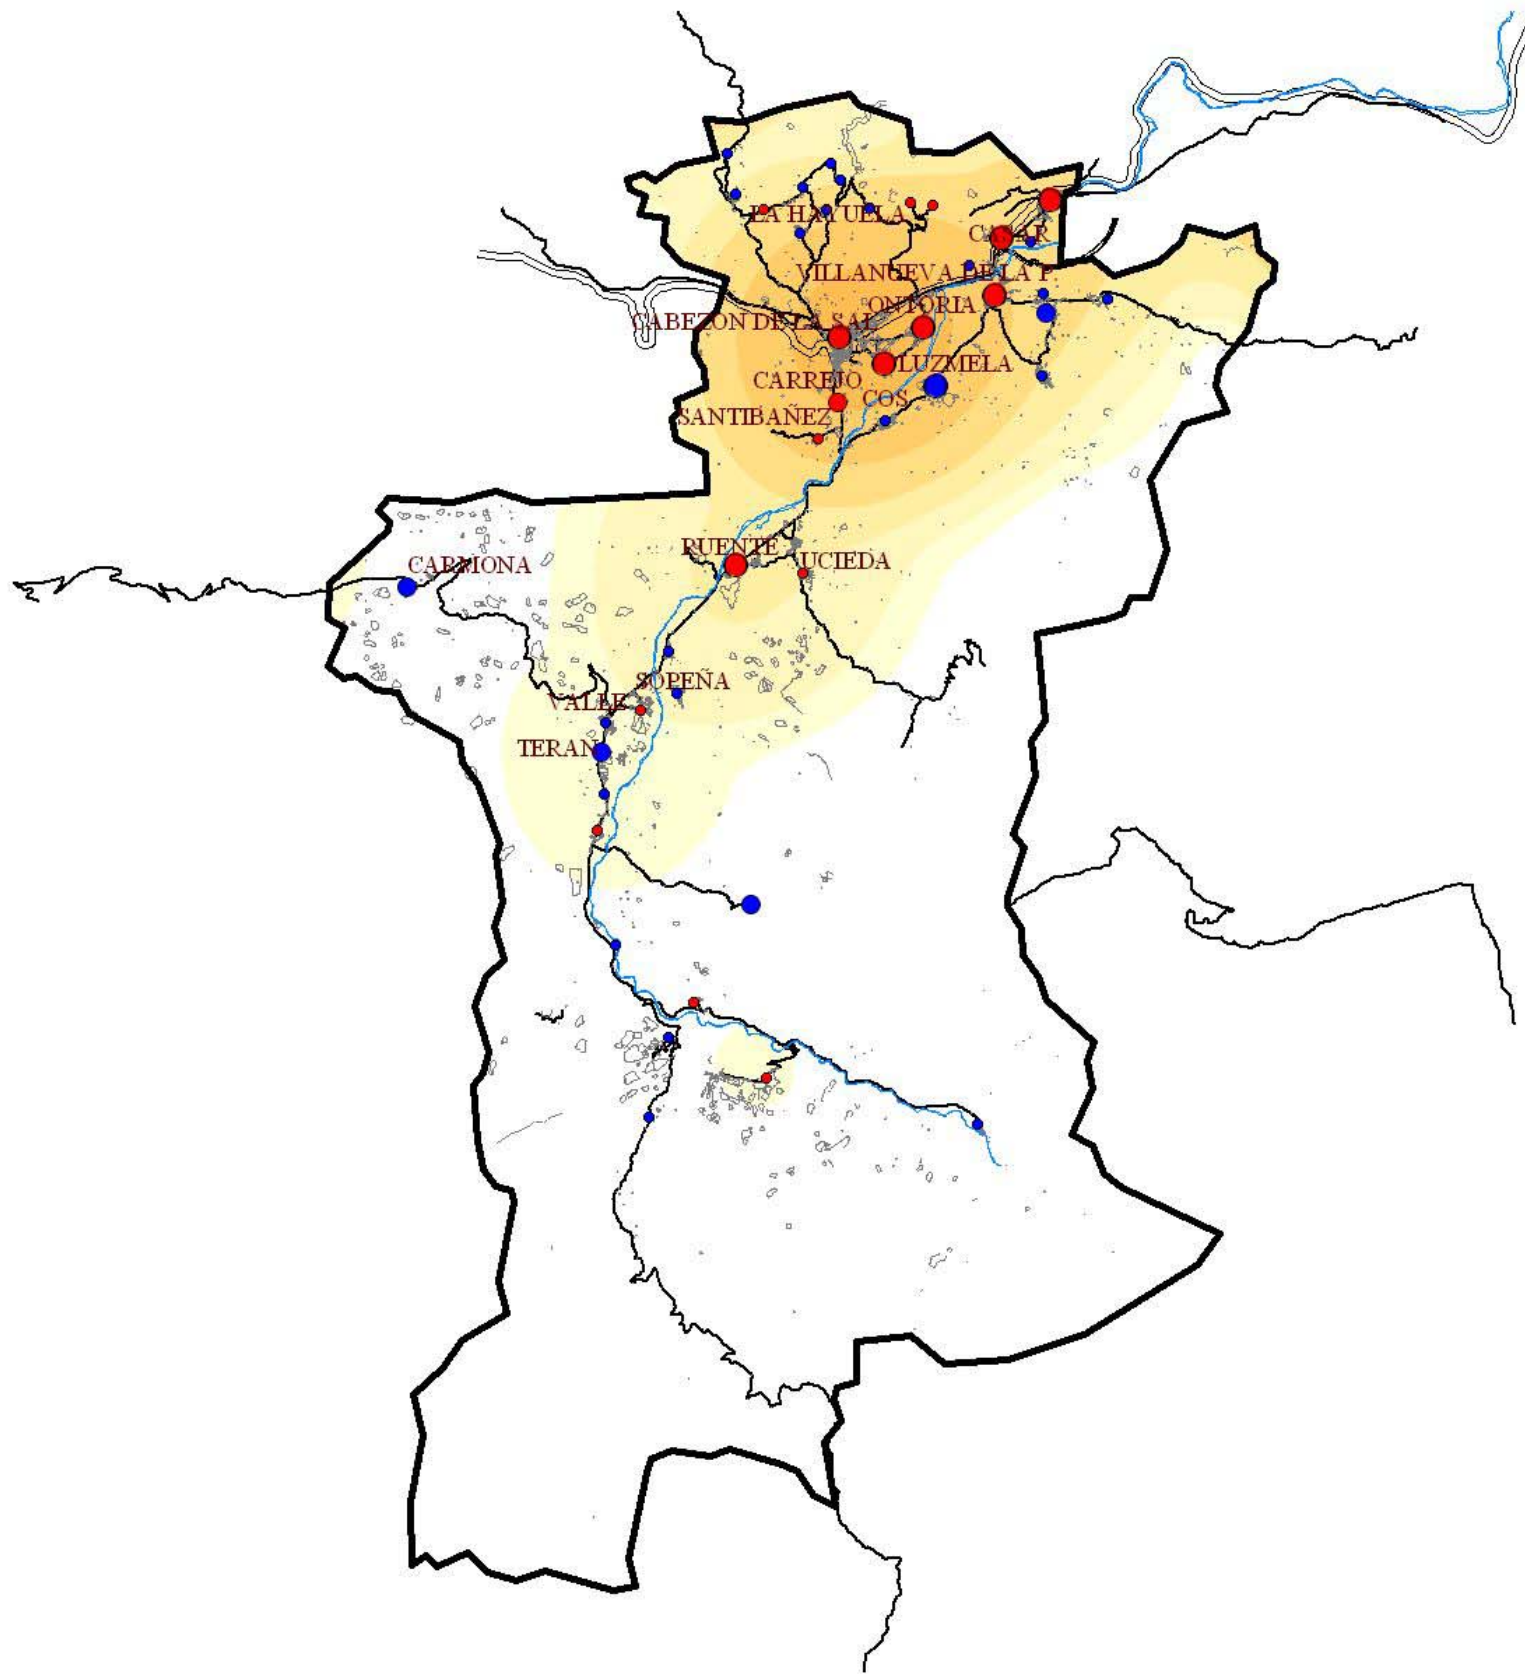 LA HAYUELA
CASAR
VILLANUEVA DE LA P.
ONTORIA
CABEZON DE LA SAL
LUZMELA
CARREJO
COS
SANTIBAÑEZ
RUENTE
UCIEDA
CARMONA
SOPEÑA
VALLE
TERAN